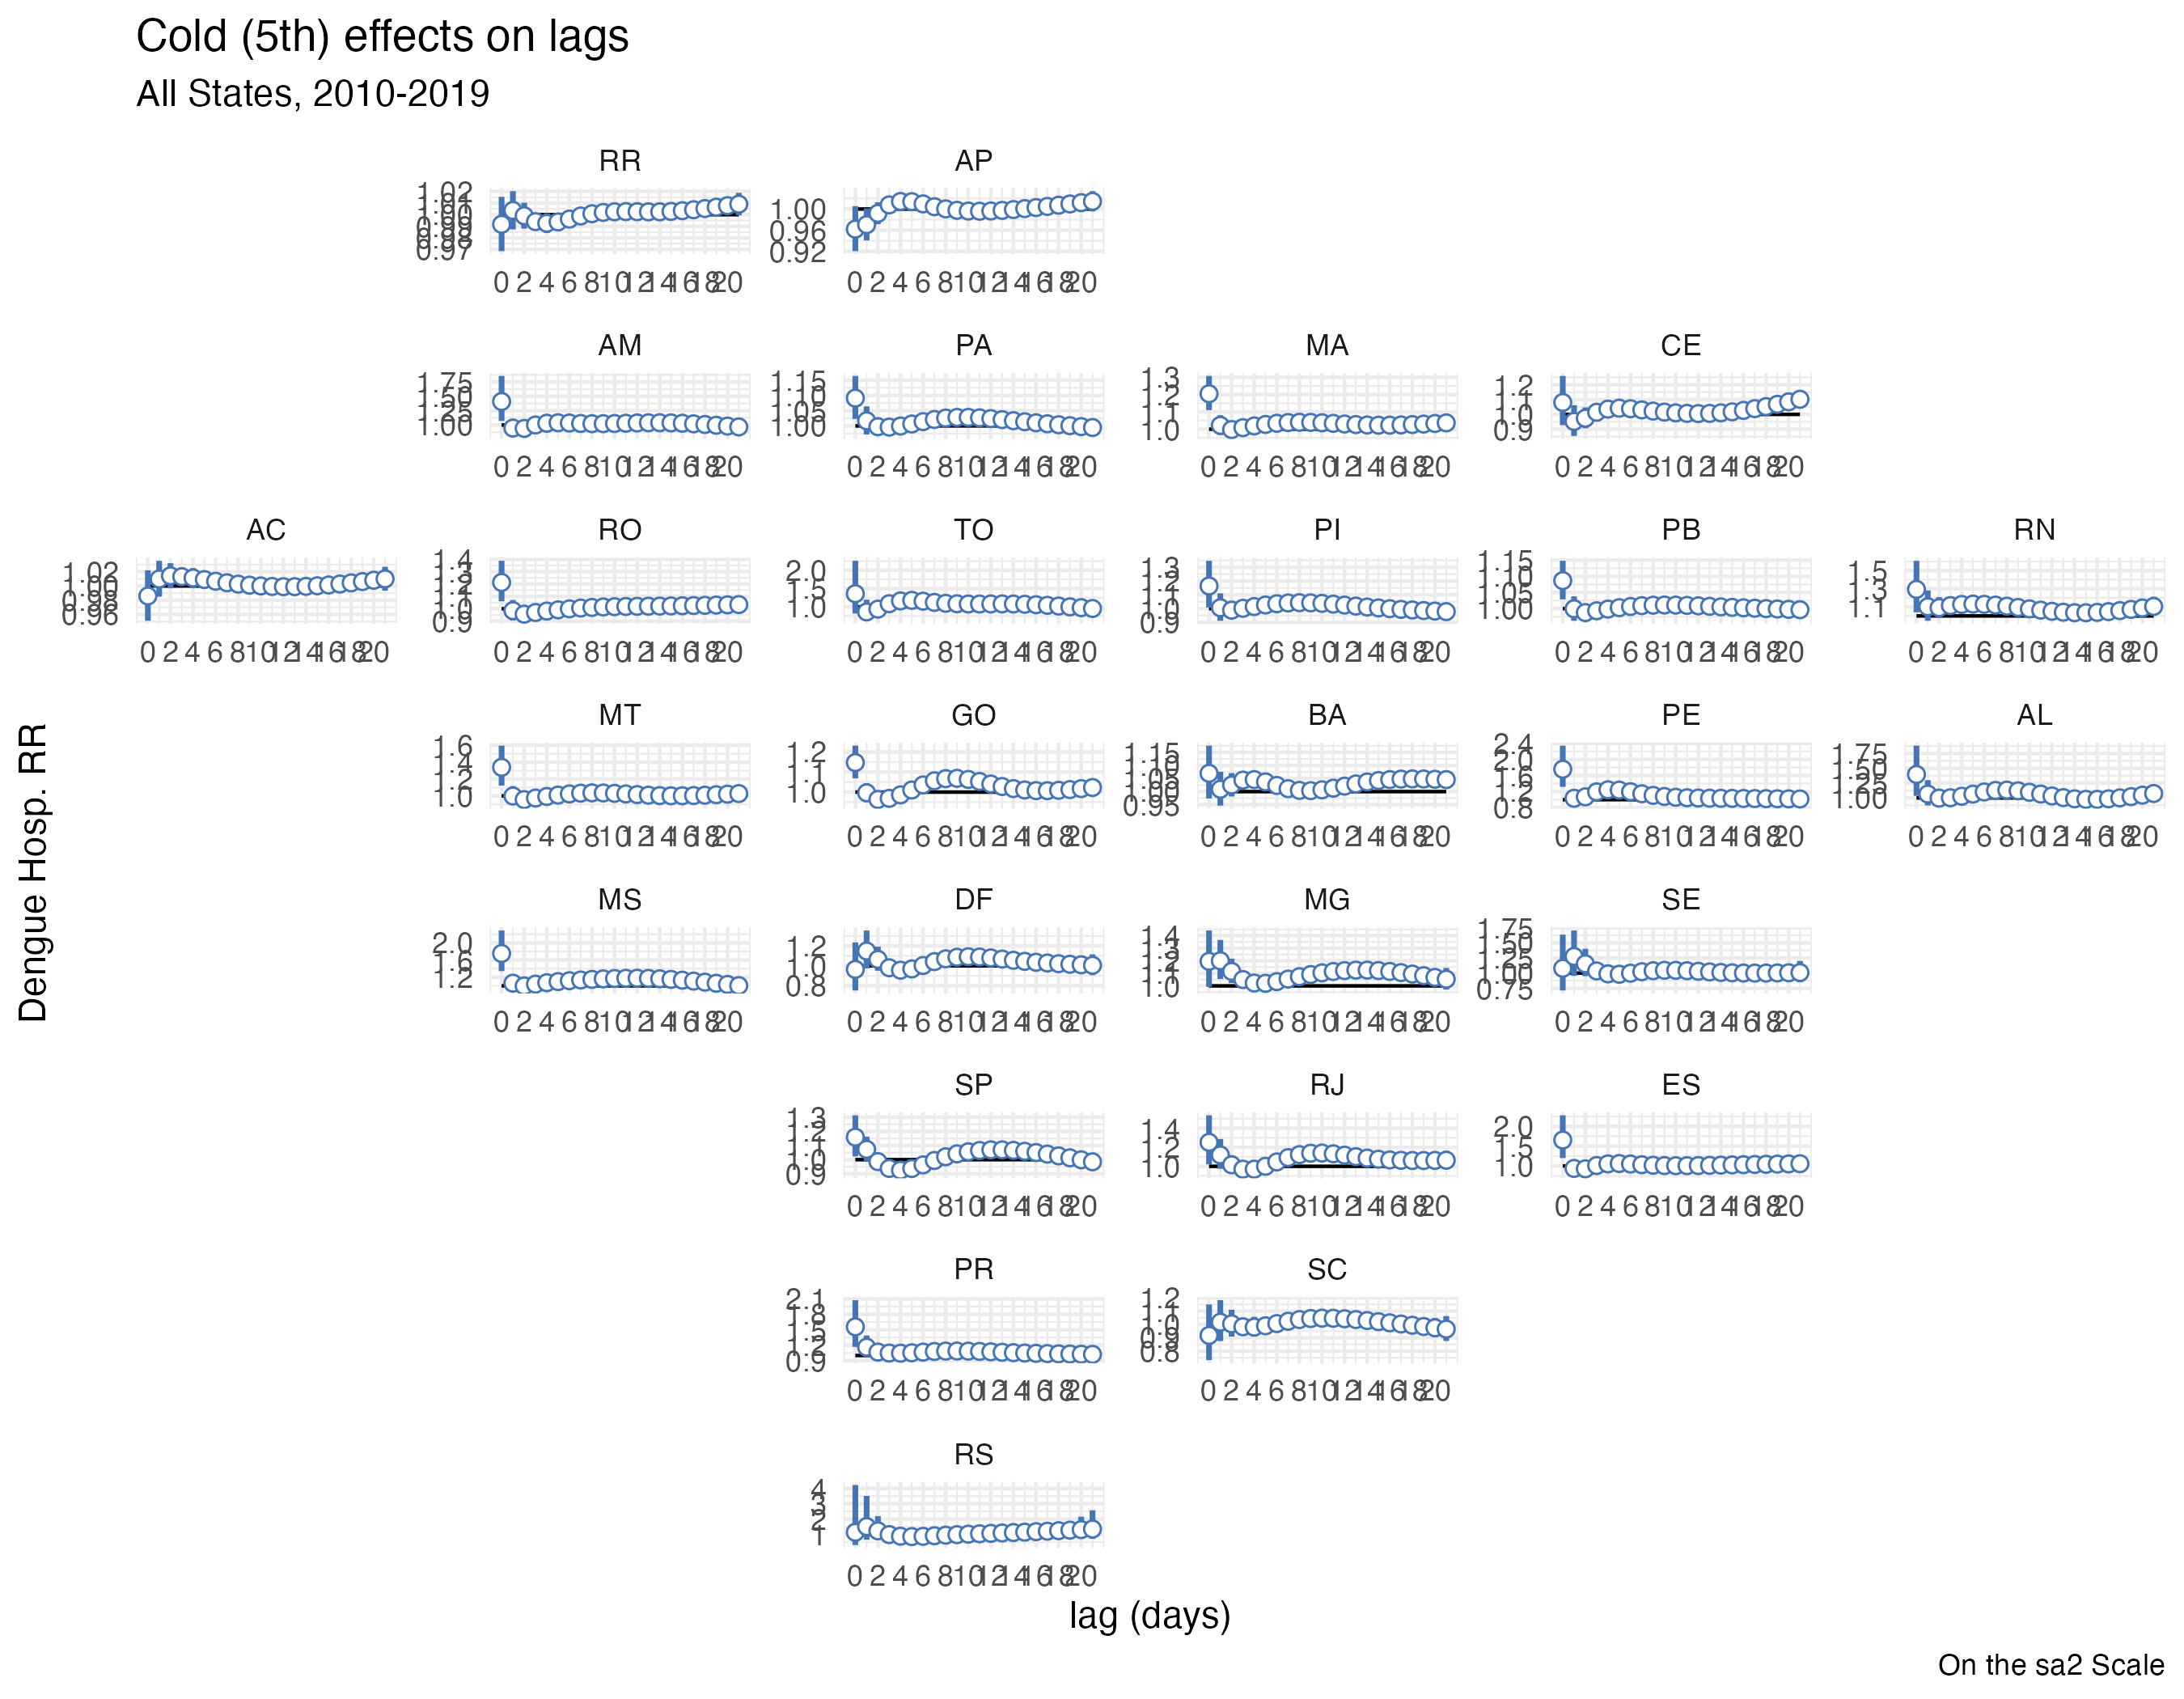 Cold (5th) effects on lags
All States, 2010-2019
RR
AP
1.02
1.01
1.00
0.99
0.98
0.97
1.00
0.96
0.92
0 2 4 6 8 10 12 14 16 18 20
0 2 4 6 8 10 12 14 16 18 20
AM
PA
MA
CE
1.75
1.50
1.25
1.00
1.15
1.10
1.05
1.00
1.3
1.2
1.1
1.0
1.2
1.1
1.0
0.9
0 2 4 6 8 10 12 14 16 18 20
0 2 4 6 8 10 12 14 16 18 20
0 2 4 6 8 10 12 14 16 18 20
0 2 4 6 8 10 12 14 16 18 20
AC
RO
TO
PI
PB
RN
1.02
1.00
0.98
0.96
1.4
1.3
1.2
1.1
1.0
0.9
2.0
1.5
1.0
1.3
1.2
1.1
1.0
0.9
1.15
1.10
1.05
1.00
1.5
1.3
1.1
0 2 4 6 8 10 12 14 16 18 20
0 2 4 6 8 10 12 14 16 18 20
0 2 4 6 8 10 12 14 16 18 20
0 2 4 6 8 10 12 14 16 18 20
0 2 4 6 8 10 12 14 16 18 20
0 2 4 6 8 10 12 14 16 18 20
MT
GO
BA
PE
AL
1.6
1.4
1.2
1.0
1.2
1.1
1.0
1.15
1.10
1.05
1.00
0.95
2.4
2.0
1.6
1.2
0.8
1.75
1.50
1.25
1.00
0 2 4 6 8 10 12 14 16 18 20
0 2 4 6 8 10 12 14 16 18 20
0 2 4 6 8 10 12 14 16 18 20
0 2 4 6 8 10 12 14 16 18 20
0 2 4 6 8 10 12 14 16 18 20
Dengue Hosp. RR
MS
DF
MG
SE
2.0
1.6
1.2
1.2
1.0
0.8
1.4
1.3
1.2
1.1
1.0
1.75
1.50
1.25
1.00
0.75
0 2 4 6 8 10 12 14 16 18 20
0 2 4 6 8 10 12 14 16 18 20
0 2 4 6 8 10 12 14 16 18 20
0 2 4 6 8 10 12 14 16 18 20
SP
RJ
ES
1.3
1.2
1.1
1.0
0.9
1.4
1.2
1.0
2.0
1.5
1.0
0 2 4 6 8 10 12 14 16 18 20
0 2 4 6 8 10 12 14 16 18 20
0 2 4 6 8 10 12 14 16 18 20
PR
SC
2.1
1.8
1.5
1.2
0.9
1.2
1.1
1.0
0.9
0.8
0 2 4 6 8 10 12 14 16 18 20
0 2 4 6 8 10 12 14 16 18 20
RS
4
3
2
1
0 2 4 6 8 10 12 14 16 18 20
lag (days)
On the sa2 Scale